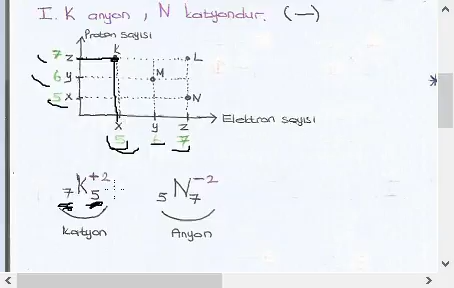 I. K anyon, N katyondur. (—)
Proton sayısı
K
7 z L
6 y M
5 x N
x y z Elektron sayısı
5 7
₇K₅⁺² ₅N₇⁻²
Katyon Anyon